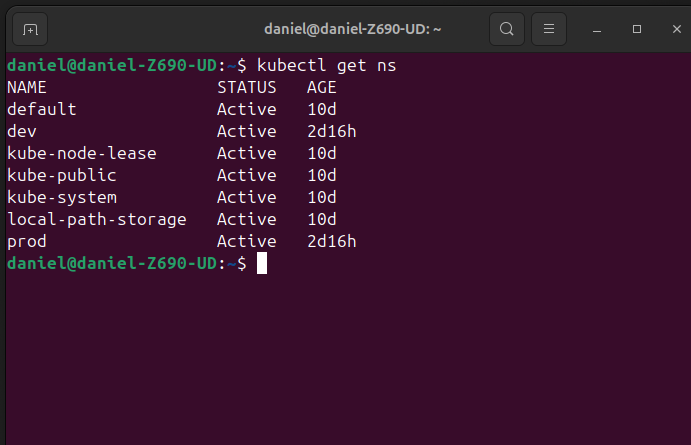 daniel@daniel-Z690-UD: ~
daniel@daniel-Z690-UD:~$ kubectl get ns
NAME                 STATUS   AGE
default              Active   10d
dev                  Active   2d16h
kube-node-lease      Active   10d
kube-public          Active   10d
kube-system          Active   10d
local-path-storage   Active   10d
prod                 Active   2d16h
daniel@daniel-Z690-UD:~$